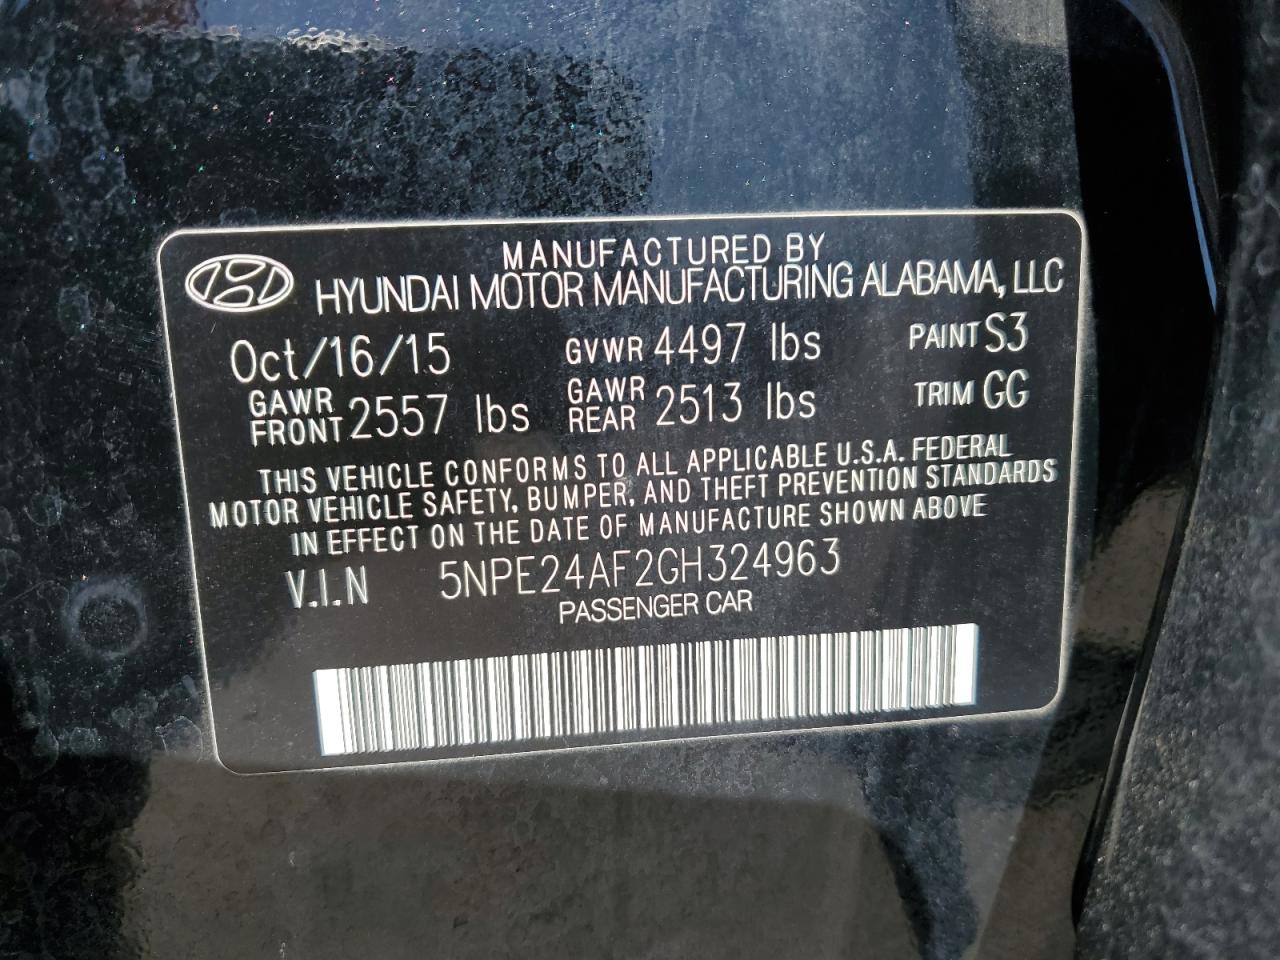 MANUFACTURED BY
HYUNDAI MOTOR MANUFACTURING ALABAMA, LLC
Oct/16/15 GVWR 4497 lbs PAINT S3
GAWR FRONT 2557 lbs GAWR REAR 2513 lbs TRIM GG
THIS VEHICLE CONFORMS TO ALL APPLICABLE U.S.A. FEDERAL
MOTOR VEHICLE SAFETY, BUMPER, AND THEFT PREVENTION STANDARDS
IN EFFECT ON THE DATE OF MANUFACTURE SHOWN ABOVE
V.I.N 5NPE24AF2GH324963
PASSENGER CAR